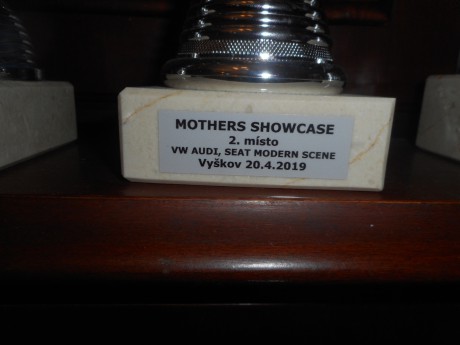 MOTHERS SHOWCASE
2. místo
VW AUDI, SEAT MODERN SCENE
Vyškov 20.4.2019